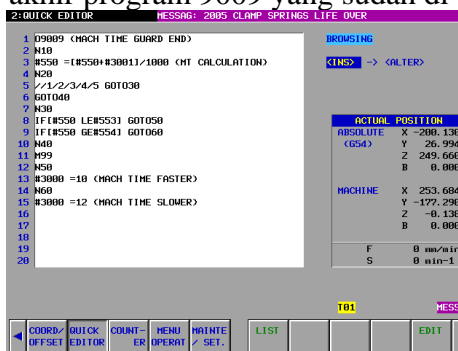 akhir program 9009 yang sudah di
2:QUICK EDITOR MESSAG: 2005 CLAMP SPRINGS LIFE OVER
1 O9009 (MACH TIME GUARD END)
2 N10
3 #550 =[#550+#3001]/1000 (MT CALCULATION)
4 N20
5 //1/2/3/4/5 GOTO30
6 GOTO40
7 N30
8 IF[#550 LE#553] GOTO50
9 IF[#550 GE#554] GOTO60
10 N40
11 M99
12 N50
13 #3000 =10 (MACH TIME FASTER)
14 N60
15 #3000 =12 (MACH TIME SLOWER)
16
17
18
19
20
BROWSING
<INS> -> <ALTER>
ACTUAL POSITION
ABSOLUTE X -200.130
(G54) Y 26.994
Z 249.660
B 0.000
MACHINE X 253.684
Y -177.290
Z -0.130
B 0.000
F 0 mm/min
S 0 min-1
T01 MESS
COORD/ OFFSET
QUICK EDITOR
COUNT- ER
MENU OPERAT
MAINTE / SET.
LIST
EDIT